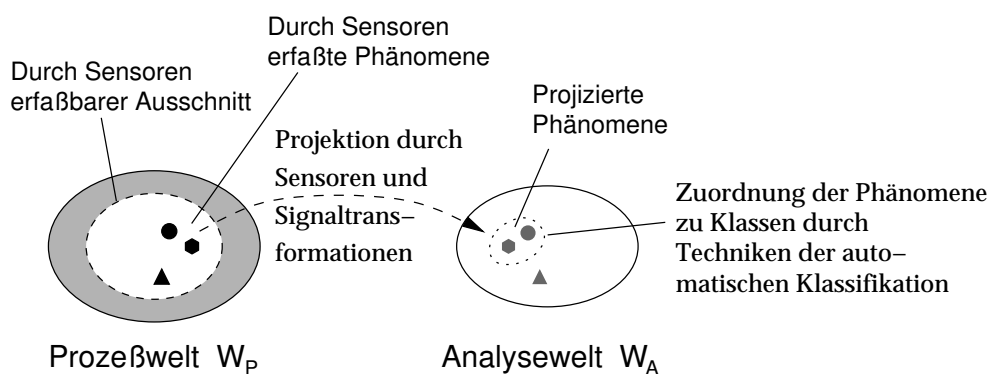 Durch Sensoren
erfaßte Phänomene
Durch Sensoren
erfaßbarer Ausschnitt
Projizierte
Phänomene
Projektion durch
Sensoren und
Signaltrans–
formationen
Zuordnung der Phänomene
zu Klassen durch
Techniken der auto–
matischen Klassifikation
Prozeßwelt W_P
Analysewelt W_A